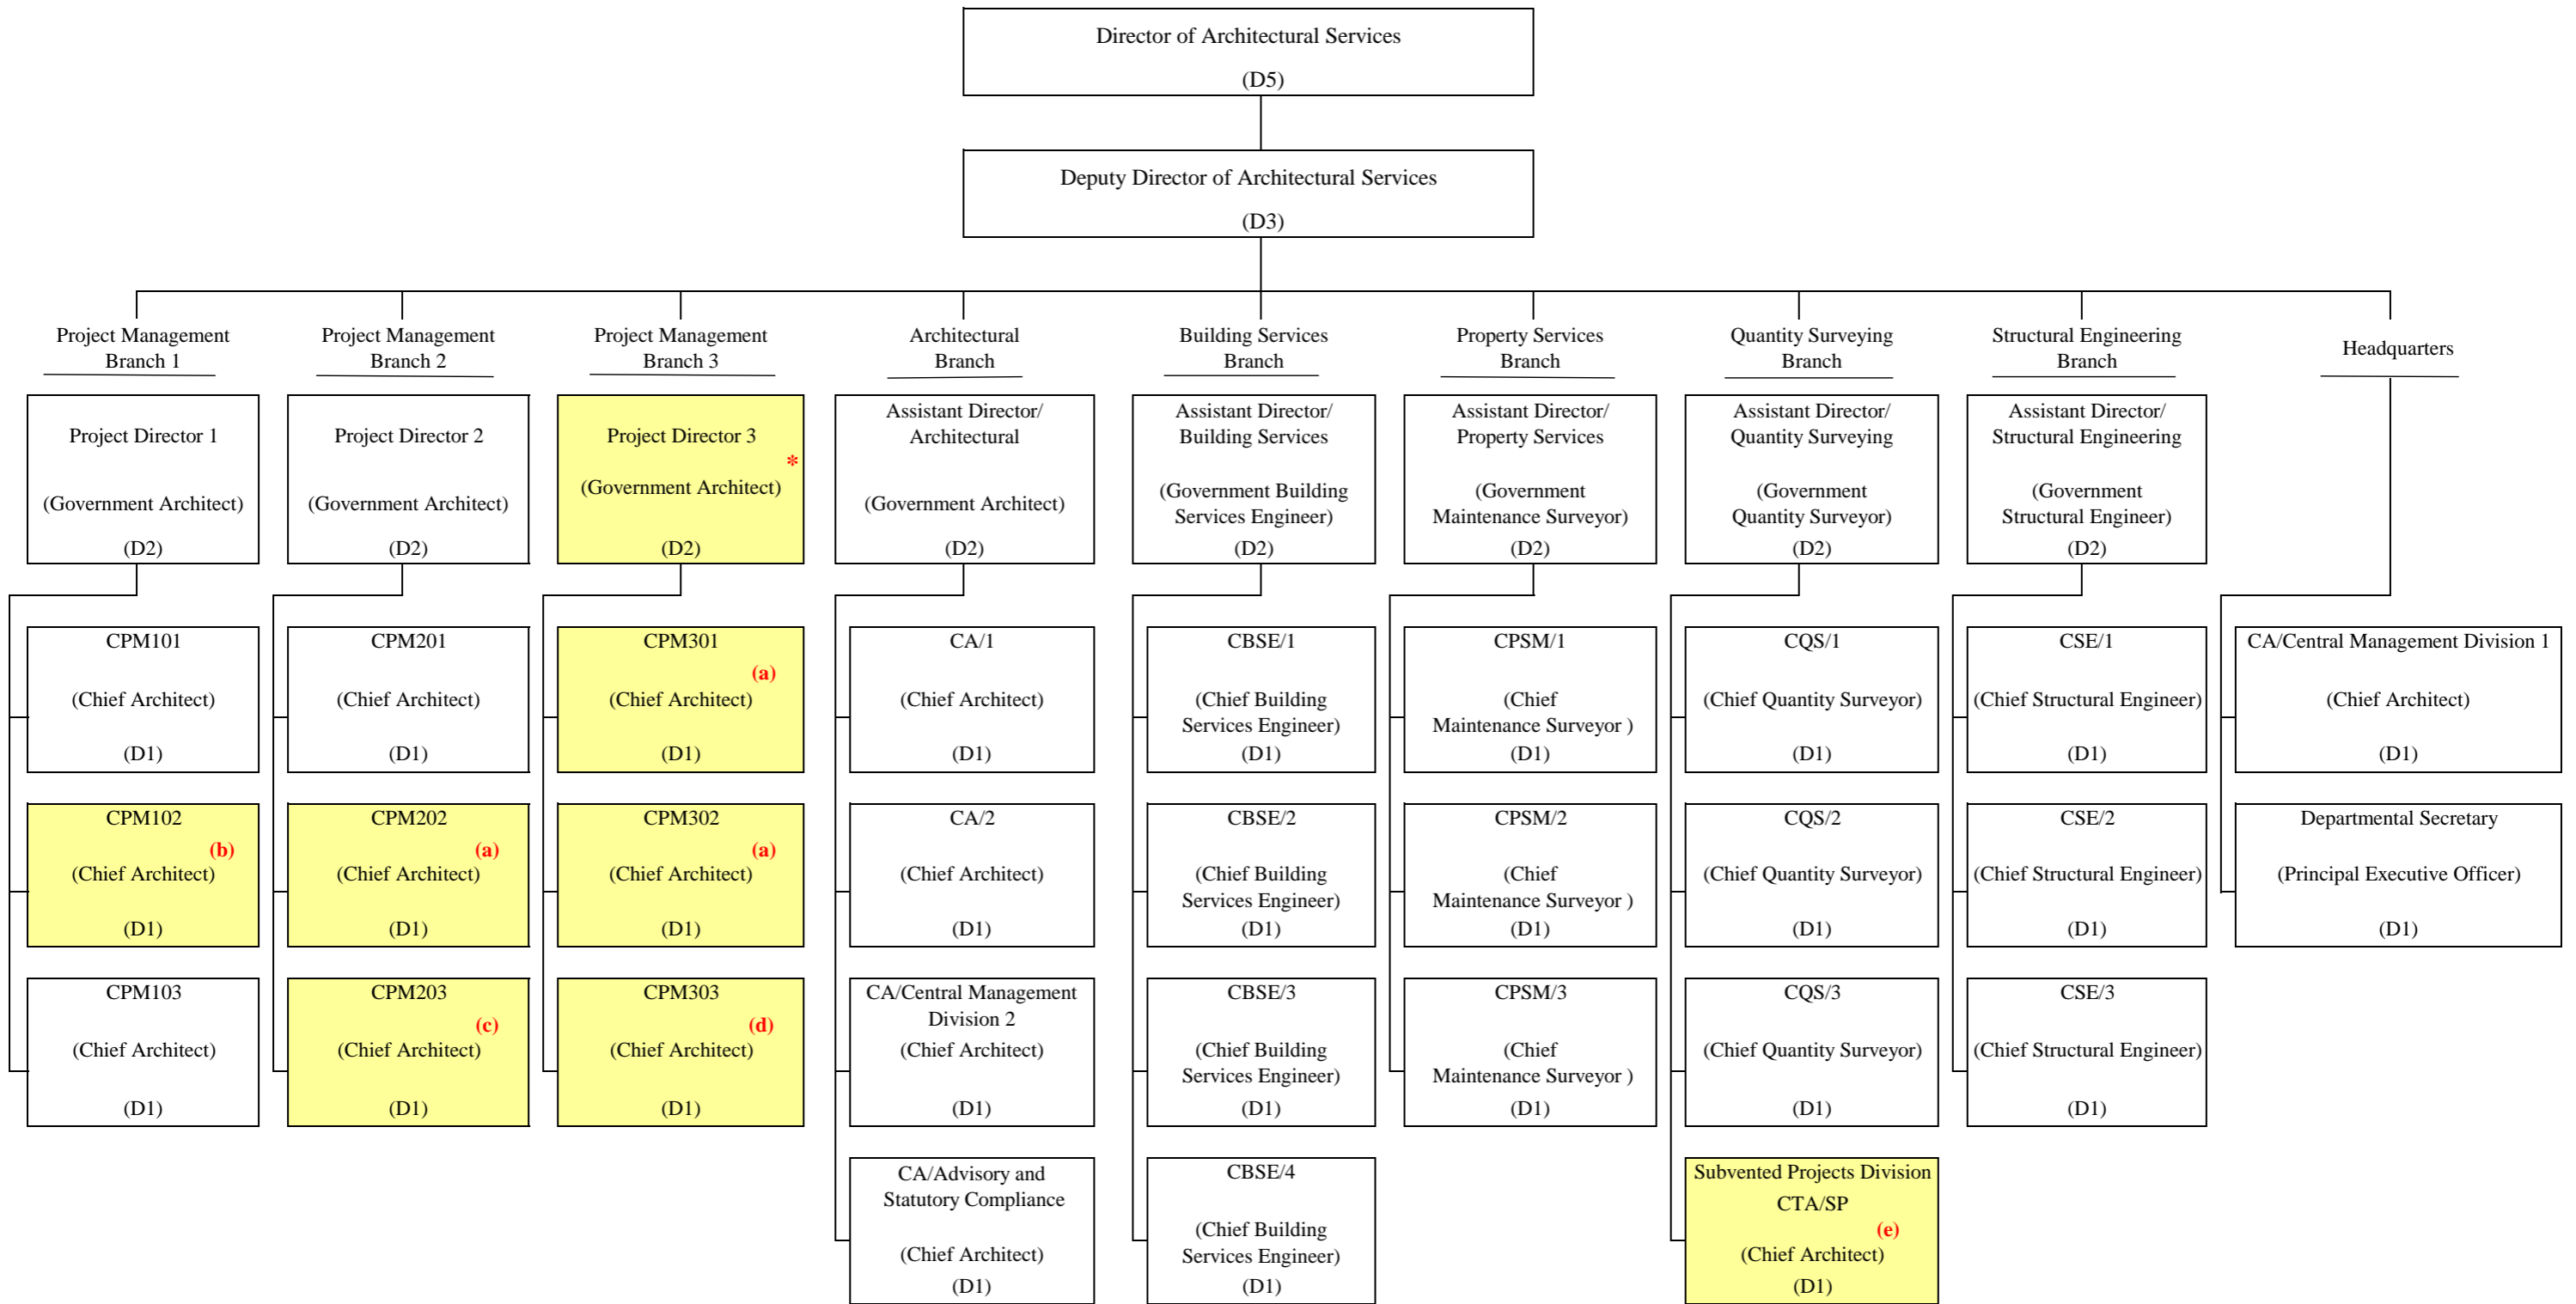 Director of Architectural Services
(D5)
Deputy Director of Architectural Services
(D3)
Project Management
Branch 1
Project Director 1
(Government Architect)
(D2)
CPM101
(Chief Architect)
(D1)
CPM102
(b)
(Chief Architect)
(D1)
CPM103
(Chief Architect)
(D1)
Project Management
Branch 2
Project Director 2
(Government Architect)
(D2)
CPM201
(Chief Architect)
(D1)
CPM202
(a)
(Chief Architect)
(D1)
CPM203
(c)
(Chief Architect)
(D1)
Project Management
Branch 3
Project Director 3
*
(Government Architect)
(D2)
CPM301
(a)
(Chief Architect)
(D1)
CPM302
(a)
(Chief Architect)
(D1)
CPM303
(d)
(Chief Architect)
(D1)
Architectural
Branch
Assistant Director/
Architectural
(Government Architect)
(D2)
CA/1
(Chief Architect)
(D1)
CA/2
(Chief Architect)
(D1)
CA/Central Management
Division 2
(Chief Architect)
(D1)
CA/Advisory and
Statutory Compliance
(Chief Architect)
(D1)
Building Services
Branch
Assistant Director/
Building Services
(Government Building
Services Engineer)
(D2)
CBSE/1
(Chief Building
Services Engineer)
(D1)
CBSE/2
(Chief Building
Services Engineer)
(D1)
CBSE/3
(Chief Building
Services Engineer)
(D1)
CBSE/4
(Chief Building
Services Engineer)
(D1)
Property Services
Branch
Assistant Director/
Property Services
(Government
Maintenance Surveyor)
(D2)
CPSM/1
(Chief
Maintenance Surveyor )
(D1)
CPSM/2
(Chief
Maintenance Surveyor )
(D1)
CPSM/3
(Chief
Maintenance Surveyor )
(D1)
Quantity Surveying
Branch
Assistant Director/
Quantity Surveying
(Government
Quantity Surveyor)
(D2)
CQS/1
(Chief Quantity Surveyor)
(D1)
CQS/2
(Chief Quantity Surveyor)
(D1)
CQS/3
(Chief Quantity Surveyor)
(D1)
Subvented Projects Division
CTA/SP
(e)
(Chief Architect)
(D1)
Structural Engineering
Branch
Assistant Director/
Structural Engineering
(Government
Structural Engineer)
(D2)
CSE/1
(Chief Structural Engineer)
(D1)
CSE/2
(Chief Structural Engineer)
(D1)
CSE/3
(Chief Structural Engineer)
(D1)
Headquarters
CA/Central Management Division 1
(Chief Architect)
(D1)
Departmental Secretary
(Principal Executive Officer)
(D1)